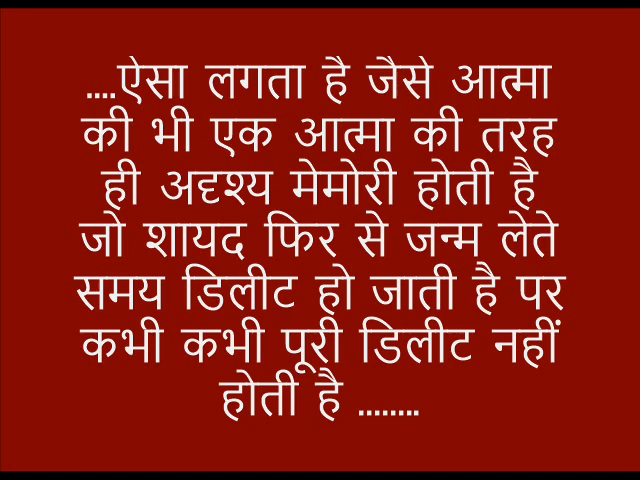 ....ऐसा लगता है जैसे आत्मा
की भी एक आत्मा की तरह
ही अदृश्य मेमोरी होती है
जो शायद फिर से जन्म लेते
समय डिलीट हो जाती है पर
कभी कभी पूरी डिलीट नहीं
होती है ........